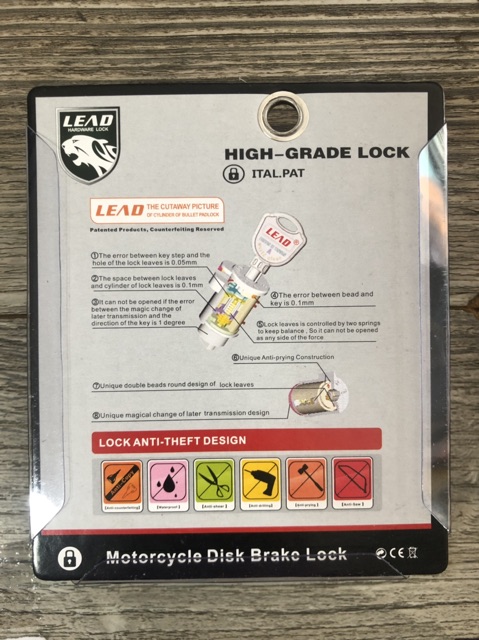 LEAD
HARDWARE LOCK
HIGH-GRADE LOCK
ITAL.PAT
LEAD THE CUTAWAY PICTURE
OF CYLINDER OF BULLET PADLOCK
Patented Products, Counterfeiting Reserved
LEAD
①The error between key step and the
hole of the lock leaves is 0.05mm
②The space between lock leaves
and cylinder of lock leaves is 0.1mm
③It can not be opened if the error
between the magic change of
later transmission and the
direction of the key is 1 degree
④The error between bead and
key is 0.1mm
⑤Lock leaves is controlled by two springs
to keep balance . So it can not be opened
as any side of the force
⑥Unique Anti-prying Construction
⑦Unique double beads round design of lock leaves
⑧Unique magical change of later transmission design
LOCK ANTI-THEFT DESIGN
[Anti-counterfeiting] [Waterproof] [Anti-shear] [Anti-drilling] [Anti-prying] [Anti-Saw]
Motorcycle Disk Brake Lock CE